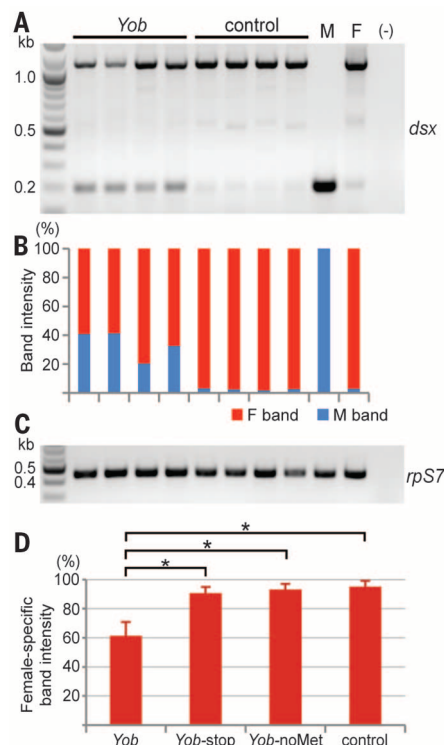 A
Yob control M F (-)
kb
1.0
0.5
0.2
dsx
B
(%)
100
80
60
40
20
Band intensity
F band M band
C
kb
0.5
0.4
rpS7
D
(%)
* 
*
*
100
80
60
40
20
Female-specific
band intensity
Yob Yob-stop Yob-noMet control